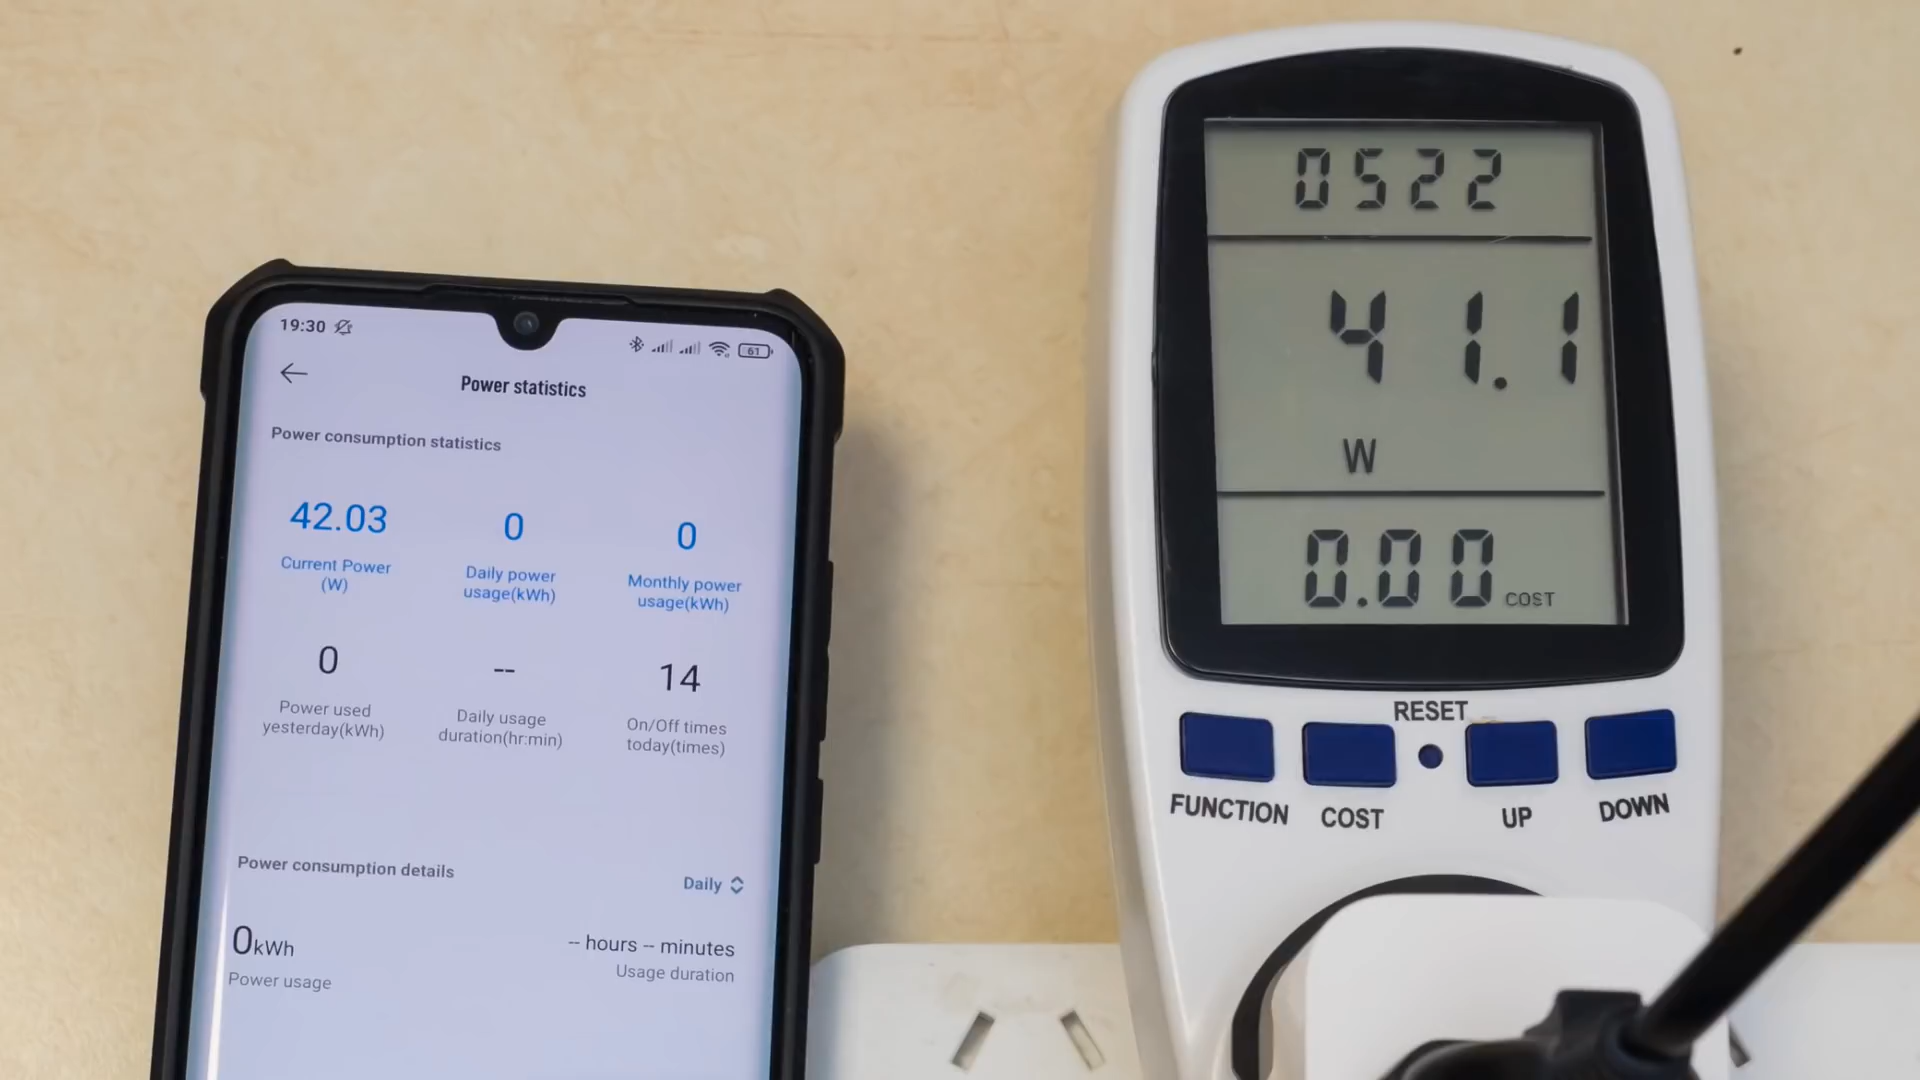 19:30
61
Power statistics
Power consumption statistics
42.03
Current Power
(W)
0
Daily power
usage(kWh)
0
Monthly power
usage(kWh)
0
Power used
yesterday(kWh)
--
Daily usage
duration(hr:min)
14
On/Off times
today(times)
Power consumption details
Daily
0kWh
Power usage
-- hours -- minutes
Usage duration
0522
41.1
W
0.00 COST
RESET
FUNCTION
COST
UP
DOWN